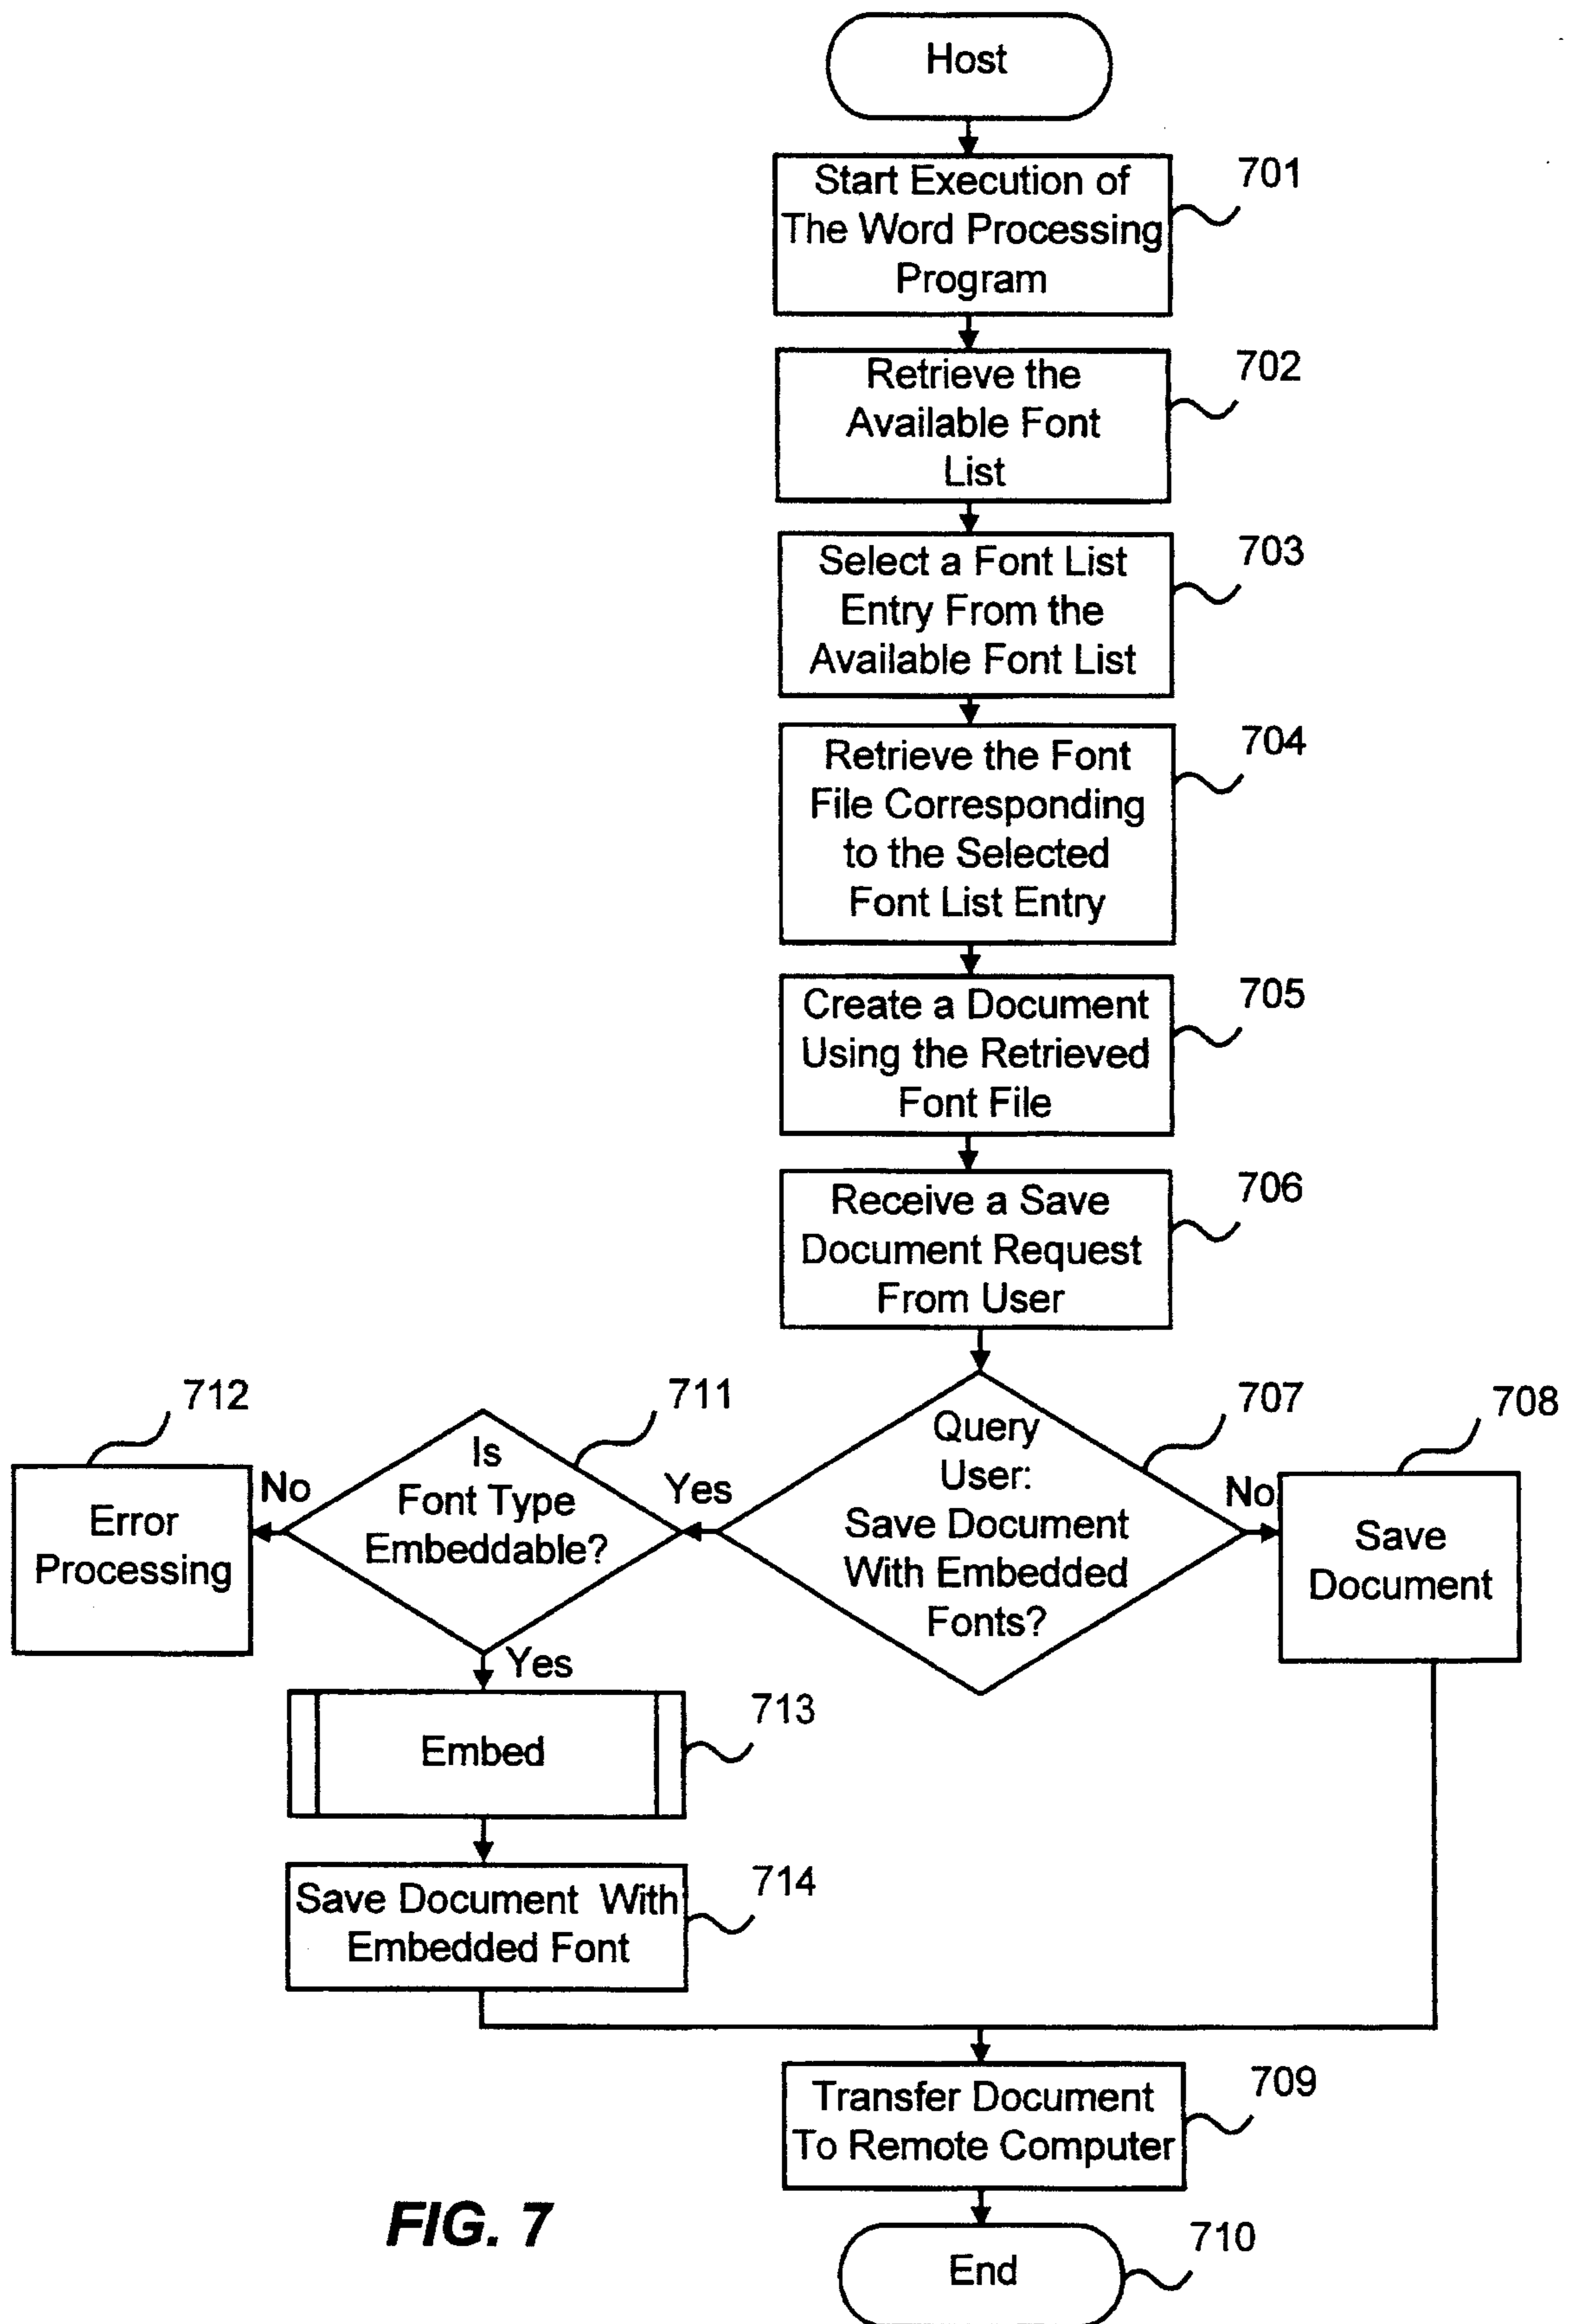 Host
701
Start Execution of
The Word Processing
Program
702
Retrieve the
Available Font
List
703
Select a Font List
Entry From the
Available Font List
704
Retrieve the Font
File Corresponding
to the Selected
Font List Entry
705
Create a Document
Using the Retrieved
Font File
706
Receive a Save
Document Request
From User
707
Query
User:
Save Document
With Embedded
Fonts?
No
708
Save
Document
Yes
711
Is
Font Type
Embeddable?
No
712
Error
Processing
Yes
713
Embed
714
Save Document With
Embedded Font
709
Transfer Document
To Remote Computer
710
End
FIG. 7